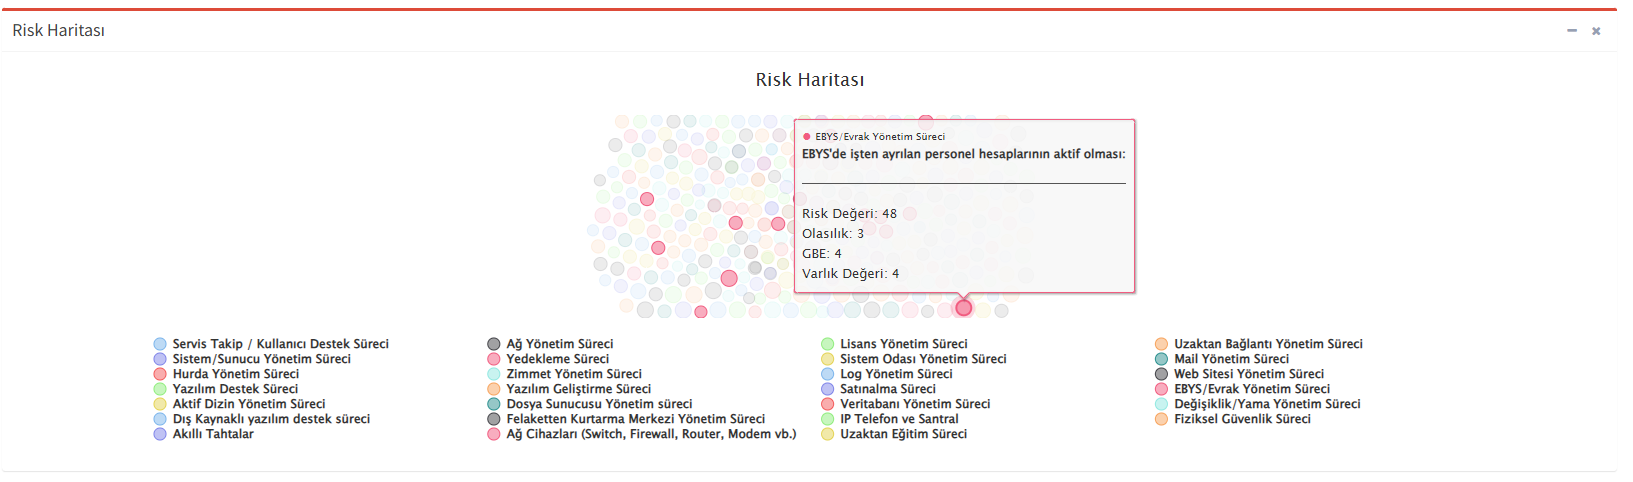 Risk Haritası
Risk Haritası
EBYS/Evrak Yönetim Süreci
EBYS'de işten ayrılan personel hesaplarının aktif olması:
Risk Değeri: 48
Olasılık: 3
GBE: 4
Varlık Değeri: 4
Servis Takip / Kullanıcı Destek Süreci
Sistem/Sunucu Yönetim Süreci
Hurda Yönetim Süreci
Yazılım Destek Süreci
Aktif Dizin Yönetim Süreci
Dış Kaynaklı yazılım destek süreci
Akıllı Tahtalar
Ağ Yönetim Süreci
Yedekleme Süreci
Zimmet Yönetim Süreci
Yazılım Geliştirme Süreci
Dosya Sunucusu Yönetim süreci
Felaketten Kurtarma Merkezi Yönetim Süreci
Ağ Cihazları (Switch, Firewall, Router, Modem vb.)
Lisans Yönetim Süreci
Sistem Odası Yönetim Süreci
Log Yönetim Süreci
Satınalma Süreci
Veritabanı Yönetim Süreci
IP Telefon ve Santral
Uzaktan Eğitim Süreci
Uzaktan Bağlantı Yönetim Süreci
Mail Yönetim Süreci
Web Sitesi Yönetim Süreci
EBYS/Evrak Yönetim Süreci
Değişiklik/Yama Yönetim Süreci
Fiziksel Güvenlik Süreci